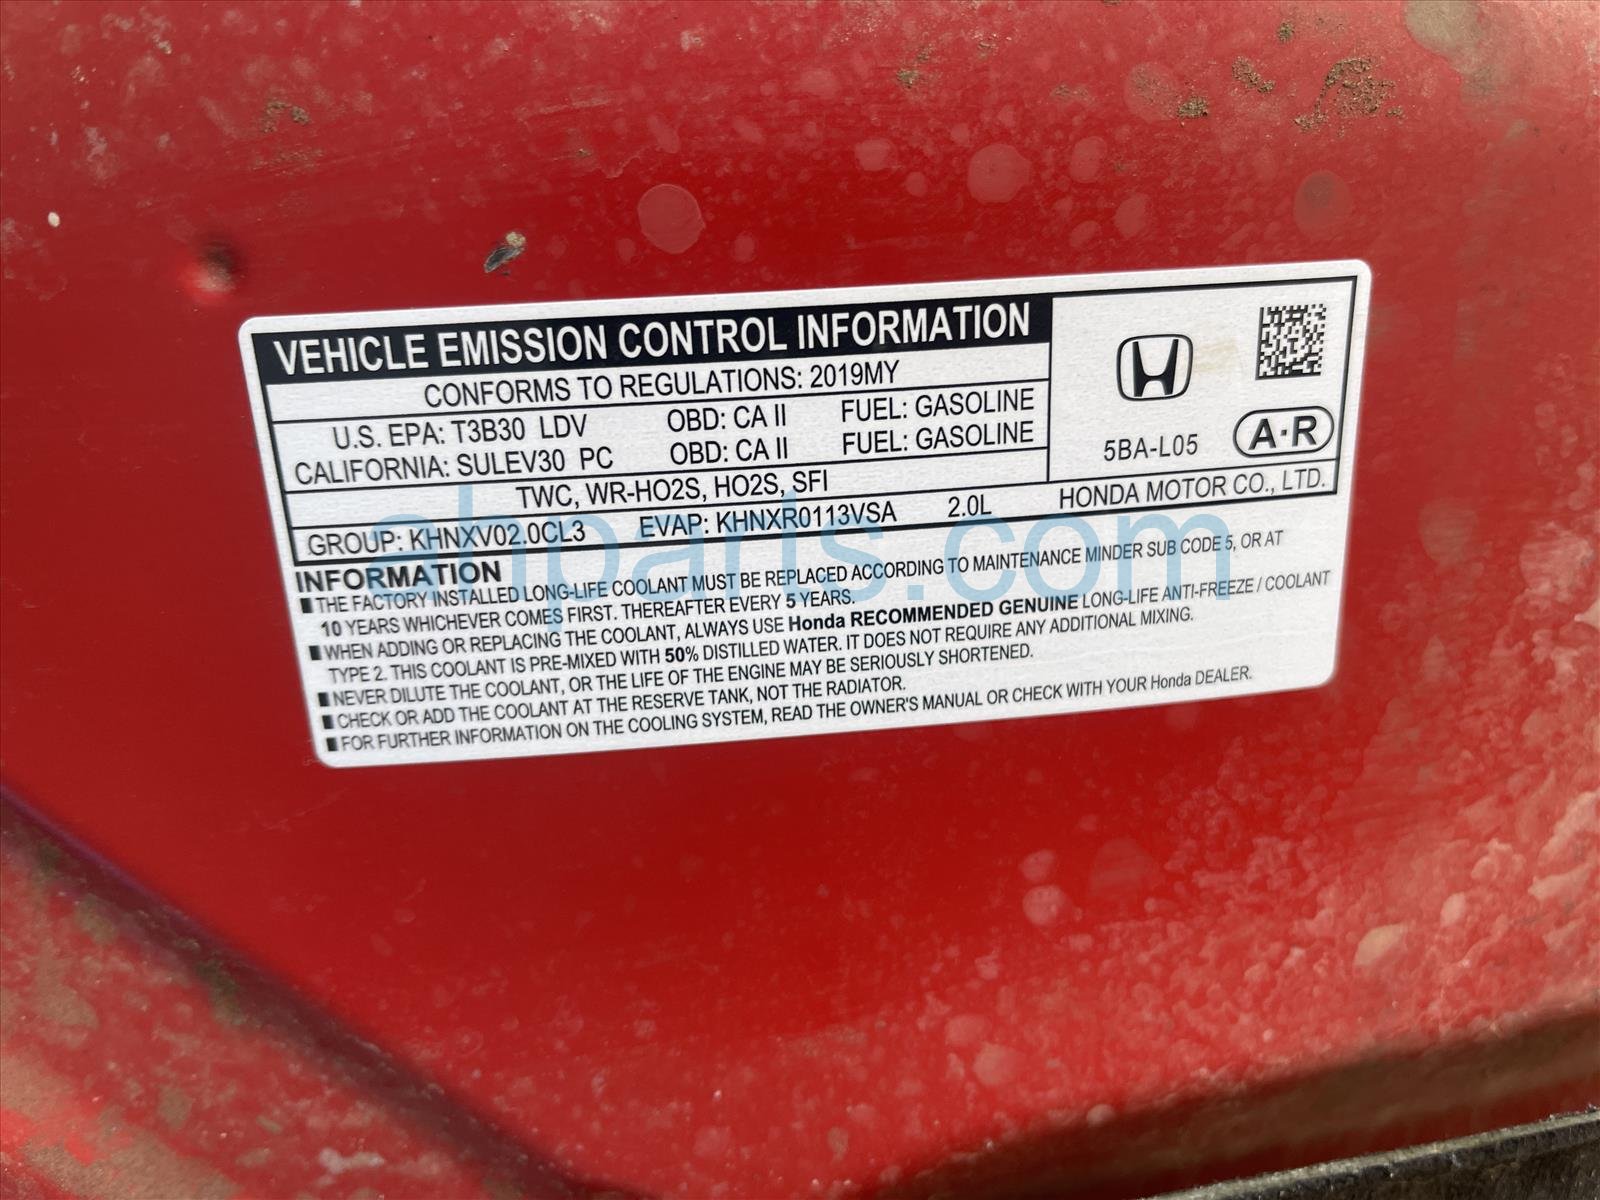 VEHICLE EMISSION CONTROL INFORMATION
CONFORMS TO REGULATIONS: 2019MY
U.S. EPA: T3B30 LDV OBD: CA II FUEL: GASOLINE
CALIFORNIA: SULEV30 PC OBD: CA II FUEL: GASOLINE
TWC, WR-HO2S, HO2S, SFI
GROUP: KHNXV02.0CL3 EVAP: KHNXR0113VSA 2.0L HONDA MOTOR CO., LTD.
5BA-L05 A·R
INFORMATION
■ THE FACTORY INSTALLED LONG-LIFE COOLANT MUST BE REPLACED ACCORDING TO MAINTENANCE MINDER SUB CODE 5, OR AT
10 YEARS WHICHEVER COMES FIRST. THEREAFTER EVERY 5 YEARS.
■ WHEN ADDING OR REPLACING THE COOLANT, ALWAYS USE Honda RECOMMENDED GENUINE LONG-LIFE ANTI-FREEZE / COOLANT
TYPE 2. THIS COOLANT IS PRE-MIXED WITH 50% DISTILLED WATER. IT DOES NOT REQUIRE ANY ADDITIONAL MIXING.
■ NEVER DILUTE THE COOLANT, OR THE LIFE OF THE ENGINE MAY BE SERIOUSLY SHORTENED.
■ CHECK OR ADD THE COOLANT AT THE RESERVE TANK, NOT THE RADIATOR.
■ FOR FURTHER INFORMATION ON THE COOLING SYSTEM, READ THE OWNER'S MANUAL OR CHECK WITH YOUR Honda DEALER.
ahparts.com